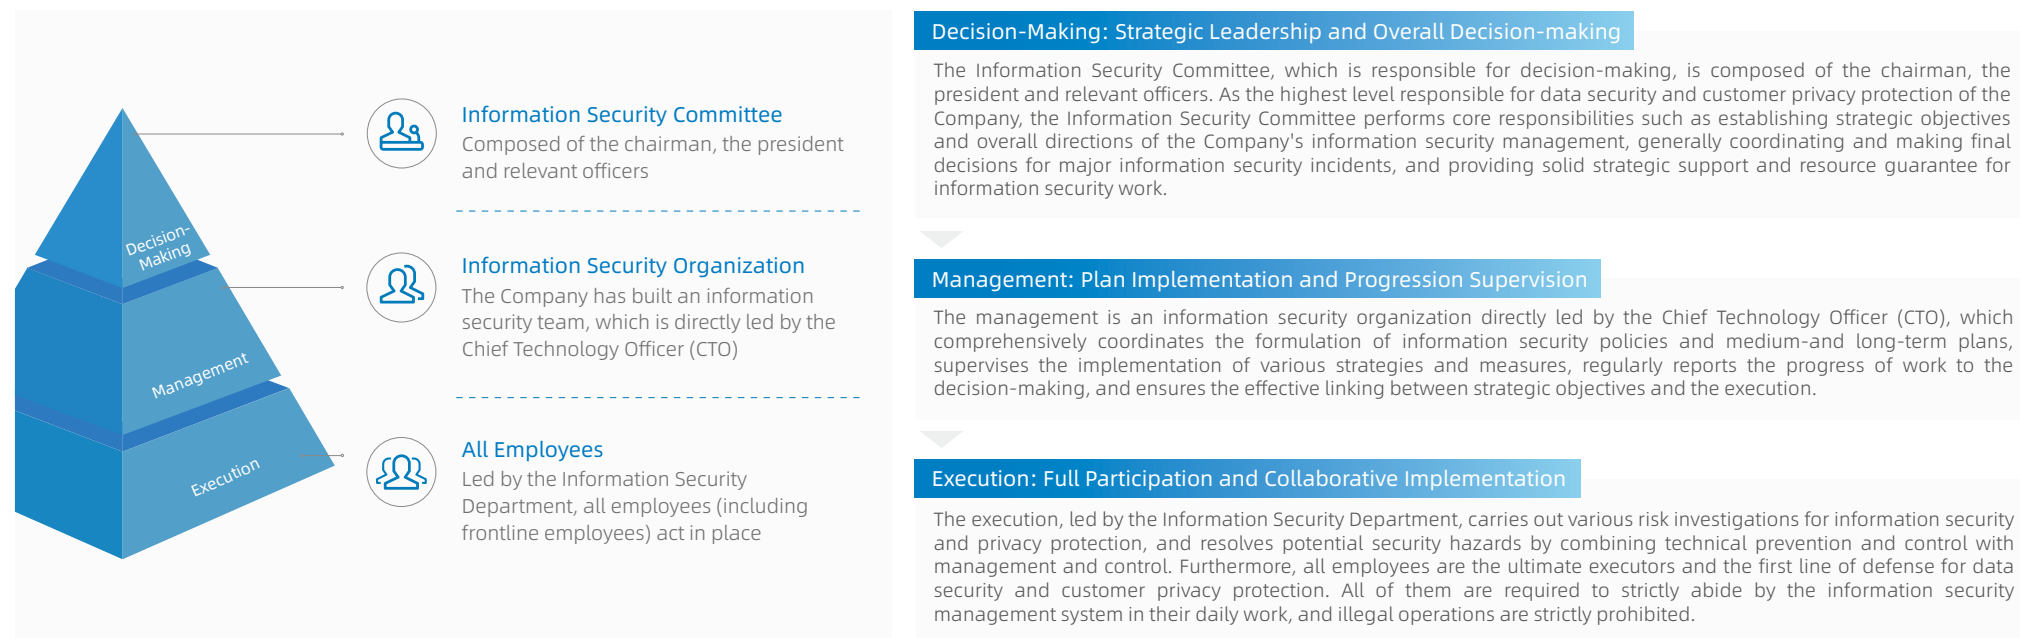 Decision-
Making
Management
Execution
Information Security Committee
Composed of the chairman, the president
and relevant officers
Information Security Organization
The Company has built an information
security team, which is directly led by the
Chief Technology Officer (CTO)
All Employees
Led by the Information Security
Department, all employees (including
frontline employees) act in place
Decision-Making: Strategic Leadership and Overall Decision-making
The Information Security Committee, which is responsible for decision-making, is composed of the chairman, the
president and relevant officers. As the highest level responsible for data security and customer privacy protection of the
Company, the Information Security Committee performs core responsibilities such as establishing strategic objectives
and overall directions of the Company's information security management, generally coordinating and making final
decisions for major information security incidents, and providing solid strategic support and resource guarantee for
information security work.
Management: Plan Implementation and Progression Supervision
The management is an information security organization directly led by the Chief Technology Officer (CTO), which
comprehensively coordinates the formulation of information security policies and medium-and long-term plans,
supervises the implementation of various strategies and measures, regularly reports the progress of work to the
decision-making, and ensures the effective linking between strategic objectives and the execution.
Execution: Full Participation and Collaborative Implementation
The execution, led by the Information Security Department, carries out various risk investigations for information security
and privacy protection, and resolves potential security hazards by combining technical prevention and control with
management and control. Furthermore, all employees are the ultimate executors and the first line of defense for data
security and customer privacy protection. All of them are required to strictly abide by the information security
management system in their daily work, and illegal operations are strictly prohibited.